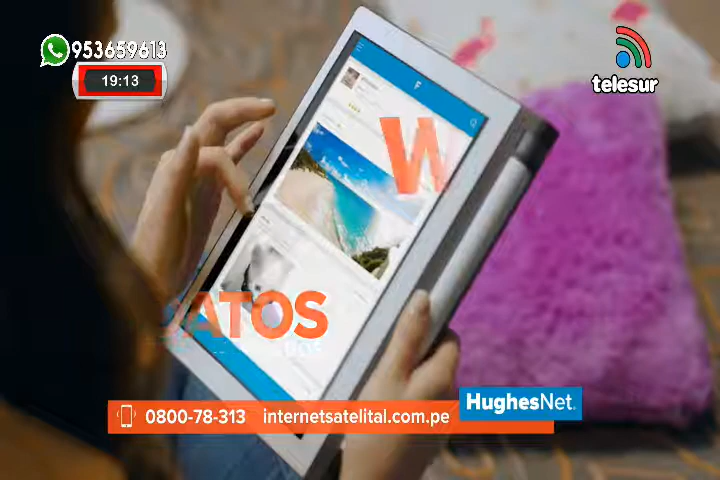 953659613
19:13
telesur
F
W
ATOS
0800-78-313 internetsatelital.com.pe
HughesNet.